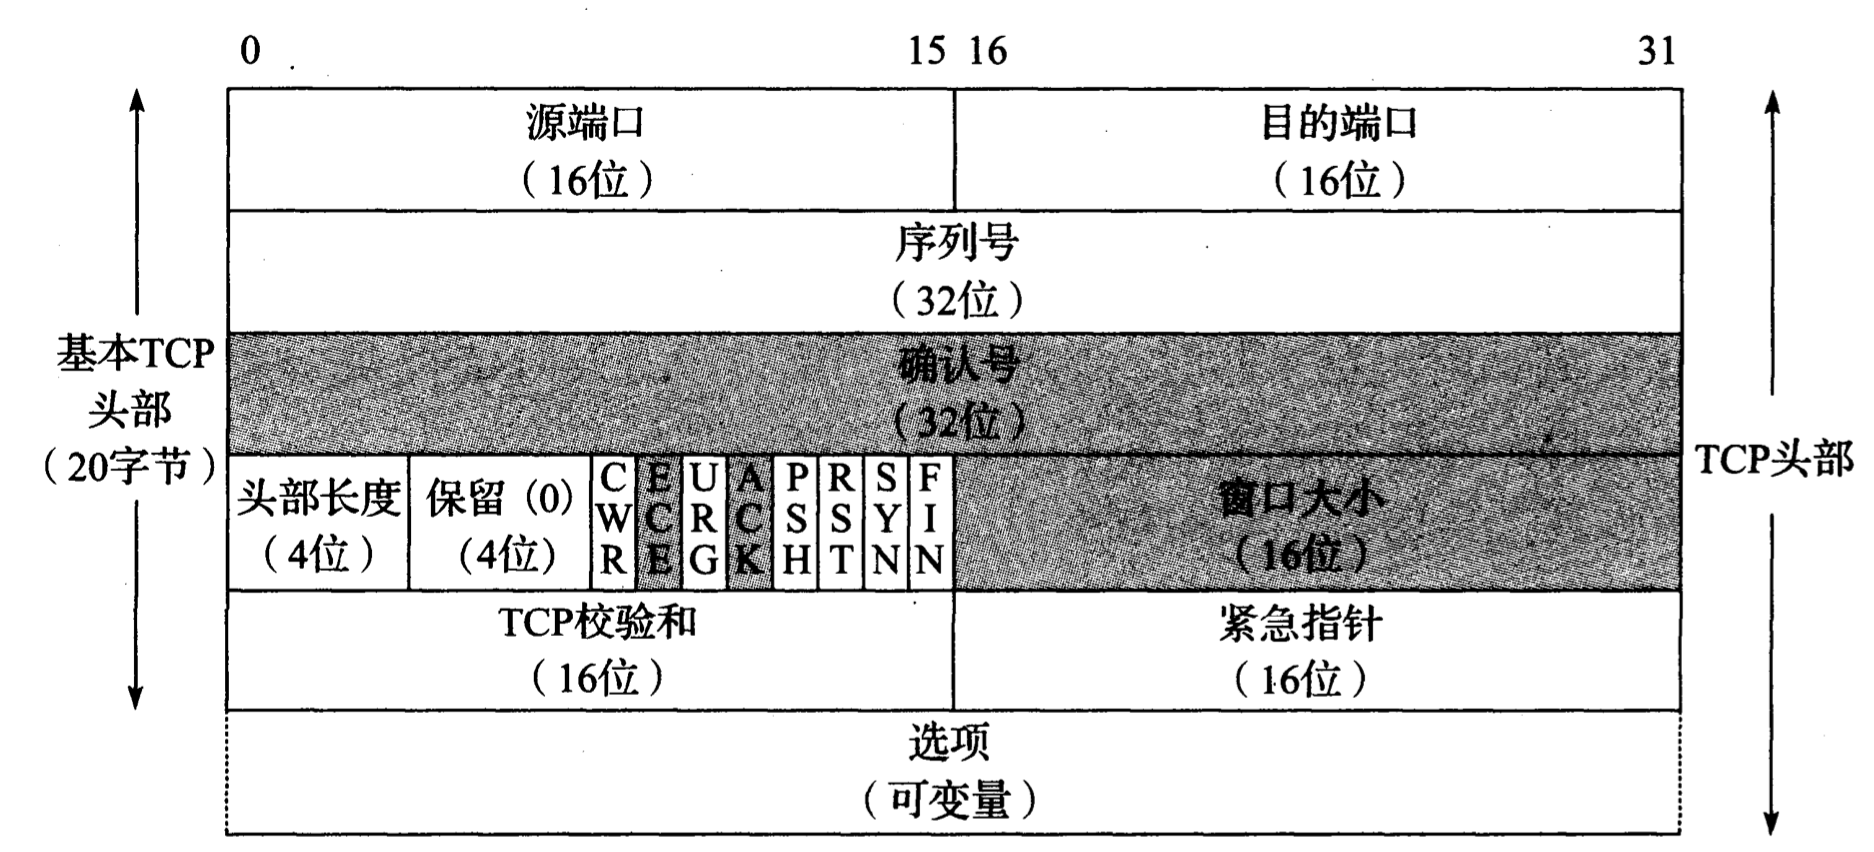 0 15 16 31
源端口 目的端口
（16位） （16位）
序列号
（32位）
确认号
（32位）
基本TCP
头部
（20字节）
TCP头部
头部长度
（4位）
保留 (0)
(4位)
CWR
ECE
URG
ACK
PSH
RST
SYN
FIN
窗口大小
（16位）
TCP校验和 紧急指针
（16位） （16位）
选项
（可变量）